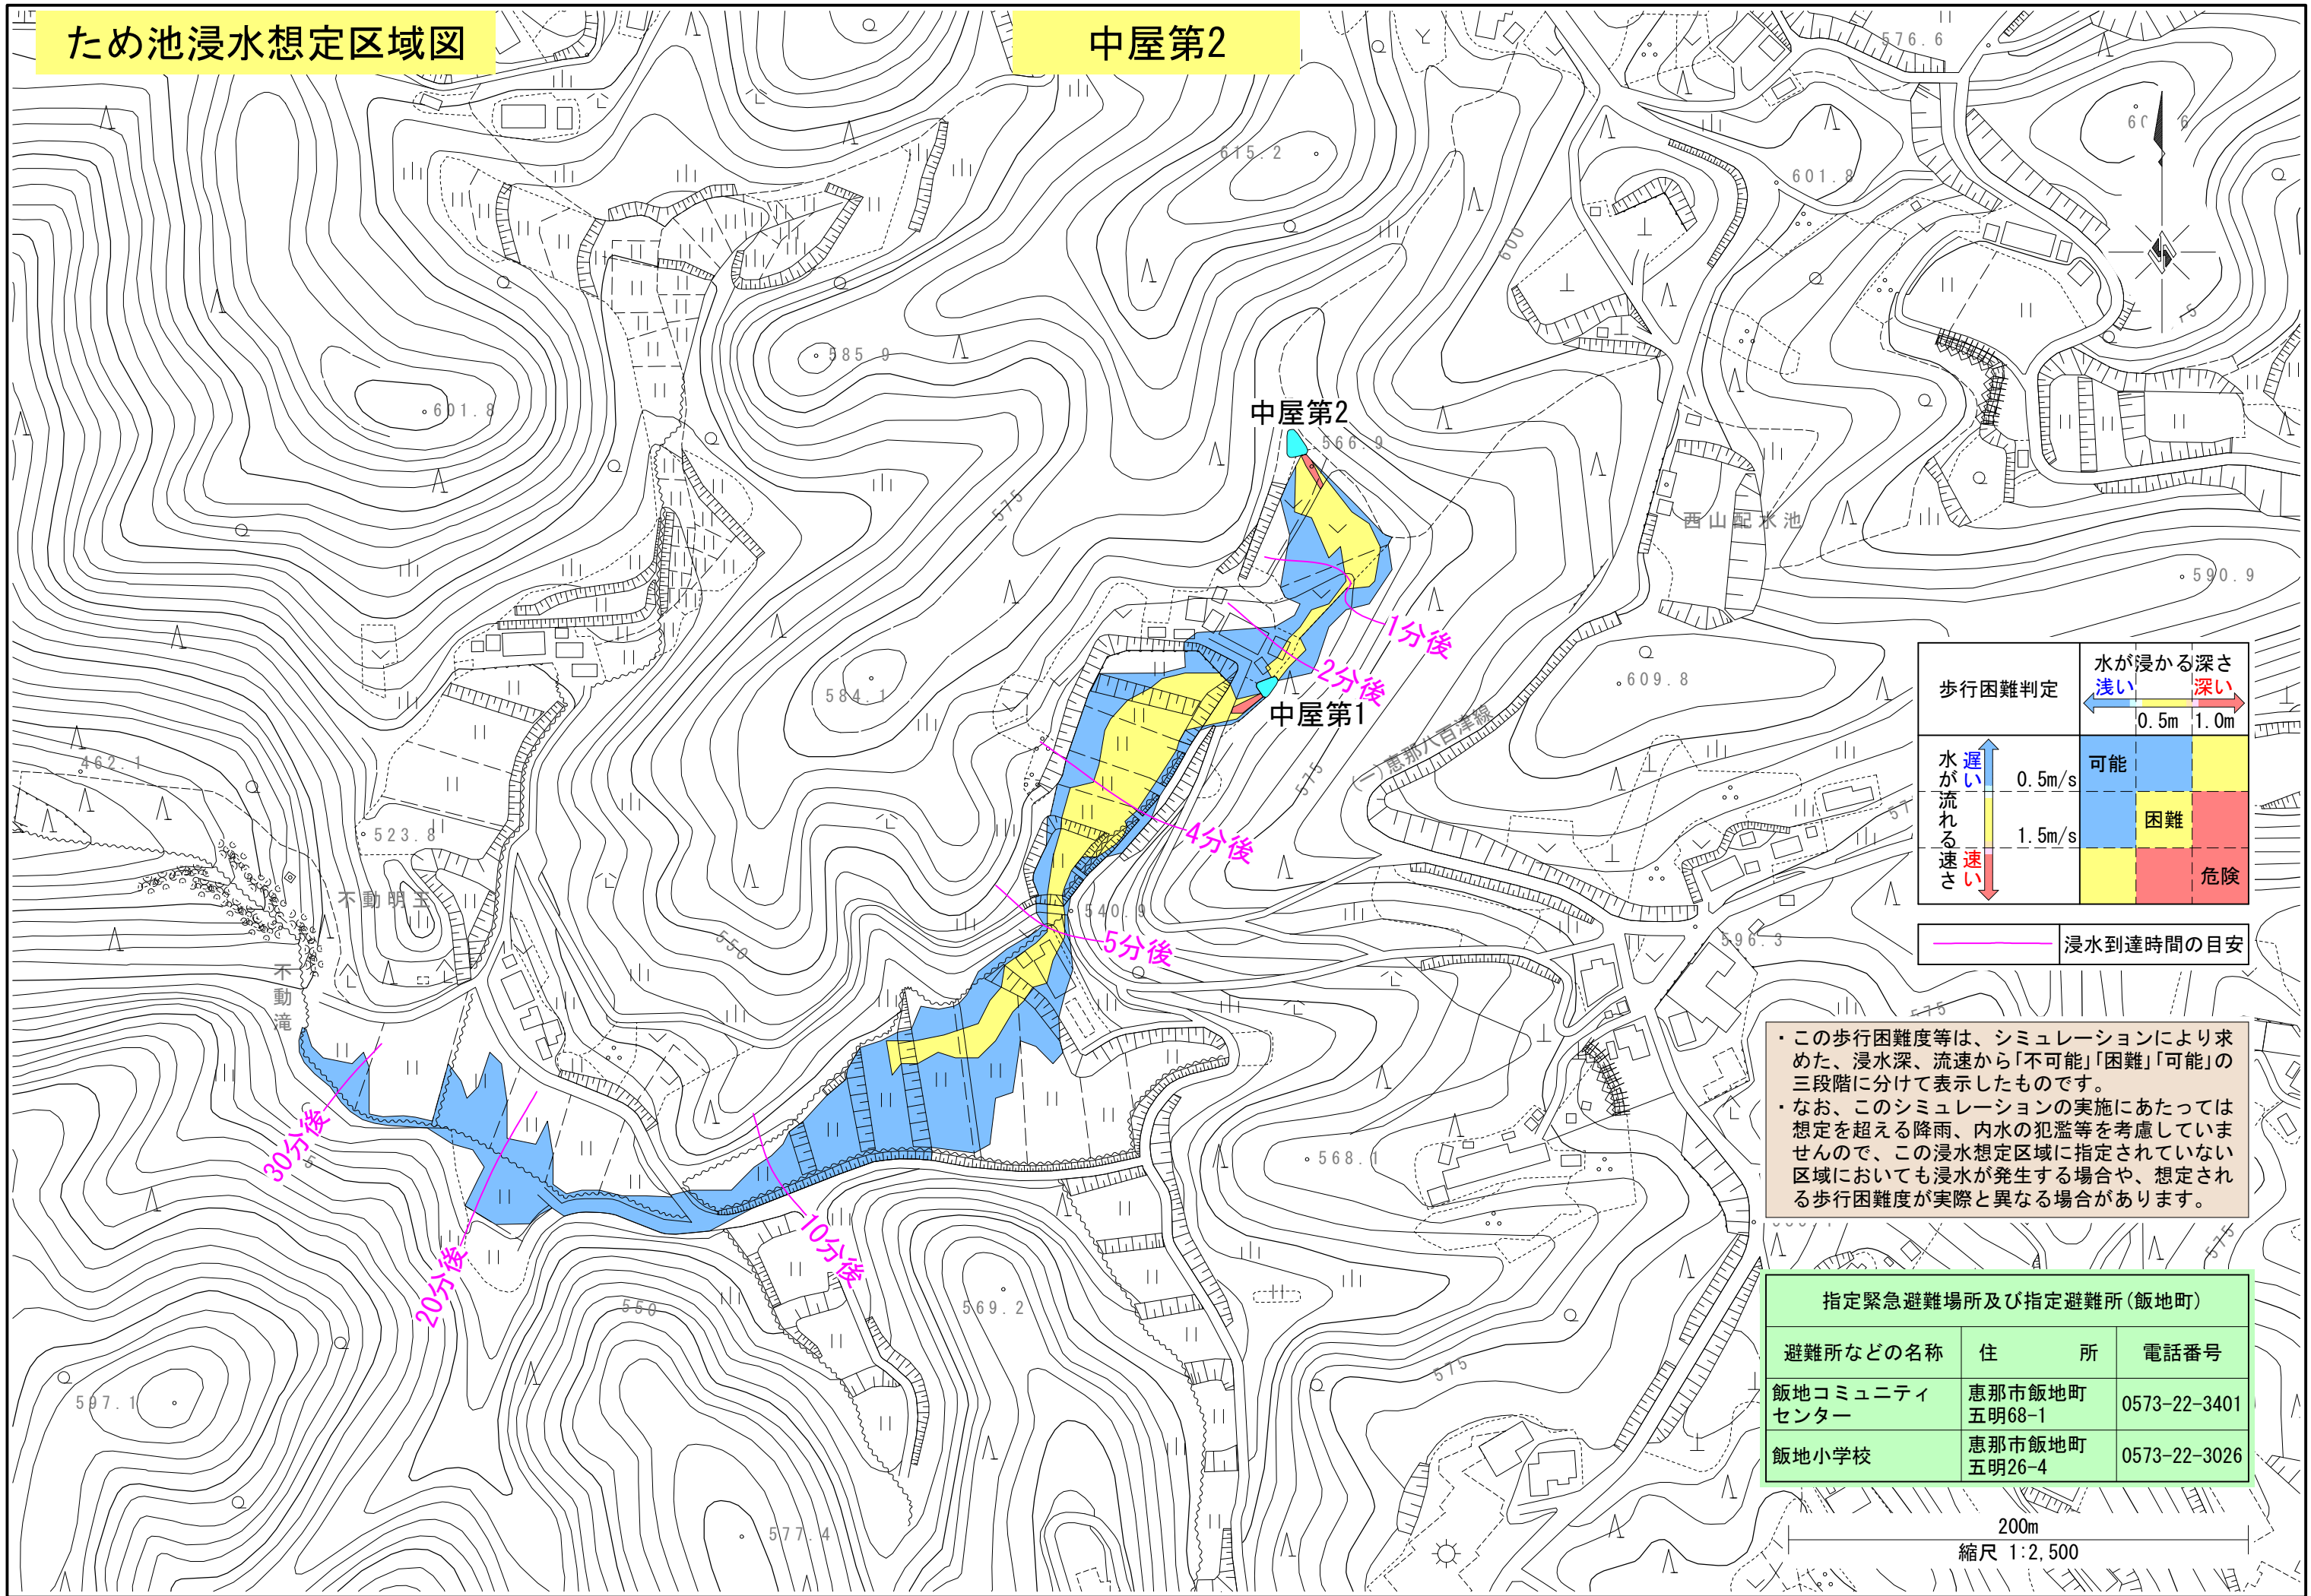 ため池浸水想定区域図
中屋第2
576.6
615.2
601.8
600
585.9
601.8
中屋第2
566.9
575
西山配水池
590.9
1分後
2分後
584.1
609.8
中屋第1
(一)恵那八百津線
575
462.1
523.8
4分後
不動明王
540.9
550
5分後
596.3
不動滝
575
30分後
568.1
10分後
20分後
550
569.2
575
575
597.1
577.4
歩行困難判定
水が浸かる深さ
浅い 深い
0.5m 1.0m
水が流れる速さ
遅い
0.5m/s
1.5m/s
速い
可能
困難
危険
浸水到達時間の目安
・この歩行困難度等は、シミュレーションにより求
めた、浸水深、流速から「不可能」「困難」「可能」の
三段階に分けて表示したものです。
・なお、このシミュレーションの実施にあたっては
想定を超える降雨、内水の氾濫等を考慮していま
せんので、この浸水想定区域に指定されていない
区域においても浸水が発生する場合や、想定され
る歩行困難度が実際と異なる場合があります。
指定緊急避難場所及び指定避難所(飯地町)
避難所などの名称 住 所 電話番号
飯地コミュニティ
センター
恵那市飯地町
五明68-1
0573-22-3401
飯地小学校
恵那市飯地町
五明26-4
0573-22-3026
200m
縮尺 1:2,500